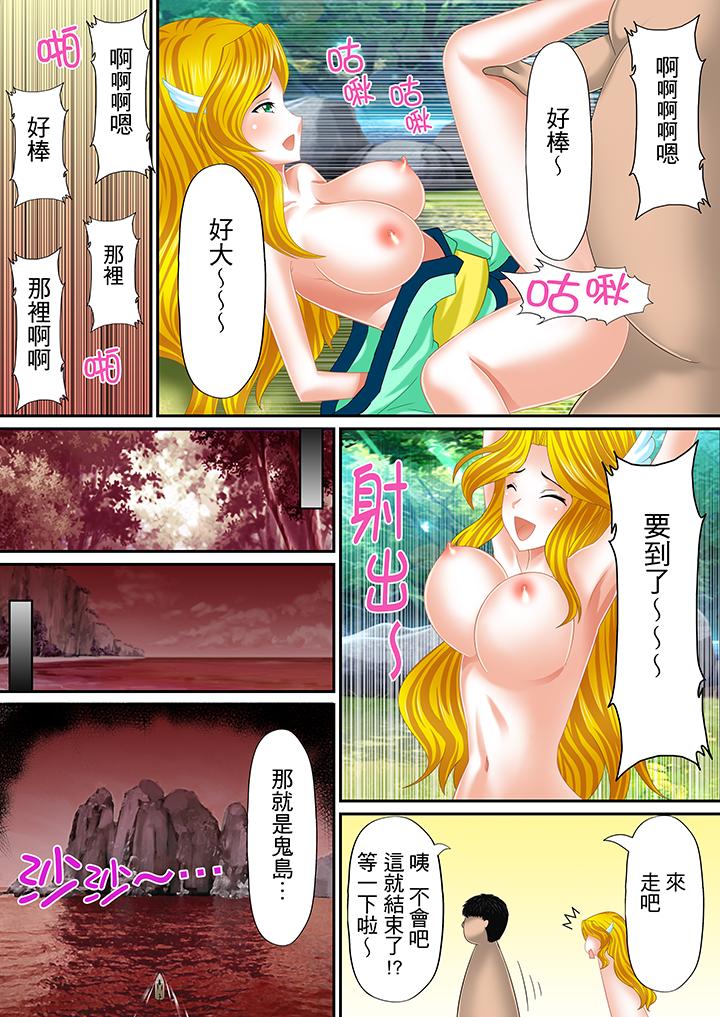 啊啊啊啊嗯
好棒～
好大～～～
咕啾
咕啾
咕啾
啊啊啊嗯
好棒
那裡
那裡啊啊
啪
啪
要到了～～～
射出～
來
走吧
咦 不會吧
這就結束了!?
等一下啦～
那就是鬼島…
沙沙～…